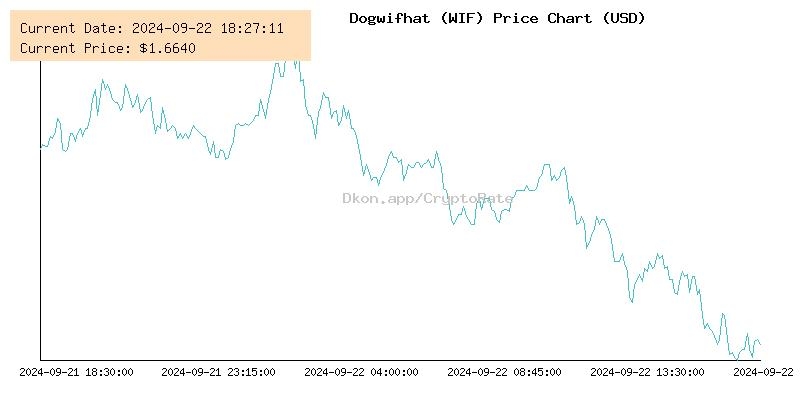 Dogwifhat (WIF) Price Chart (USD)
Current Date: 2024-09-22 18:27:11
Current Price: $1.6640
Dkon.app/CryptoRate
2024-09-21 18:30:00 2024-09-21 23:15:00 2024-09-22 04:00:00 2024-09-22 08:45:00 2024-09-22 13:30:00 2024-09-22